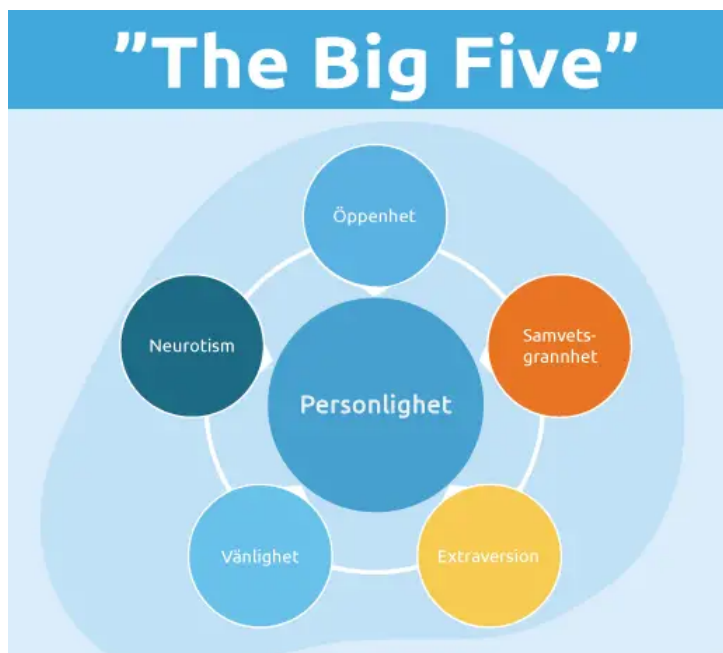 ”The Big Five”
Öppenhet
Samvets-
grannhet
Extraversion
Vänlighet
Neurotism
Personlighet